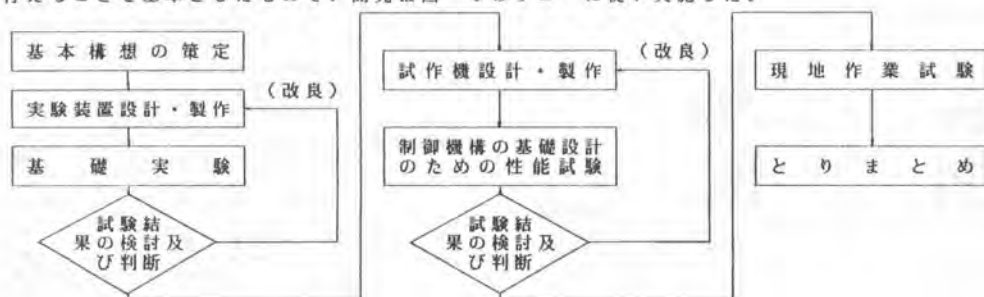 基本構想の策定
実験装置設計・製作
(改良)
基礎実験
試験結
果の検討及
び判断
試作機設計・製作
(改良)
制御機構の基礎設計
のための性能試験
試験結
果の検討及
び判断
現地作業試験
とりまとめ